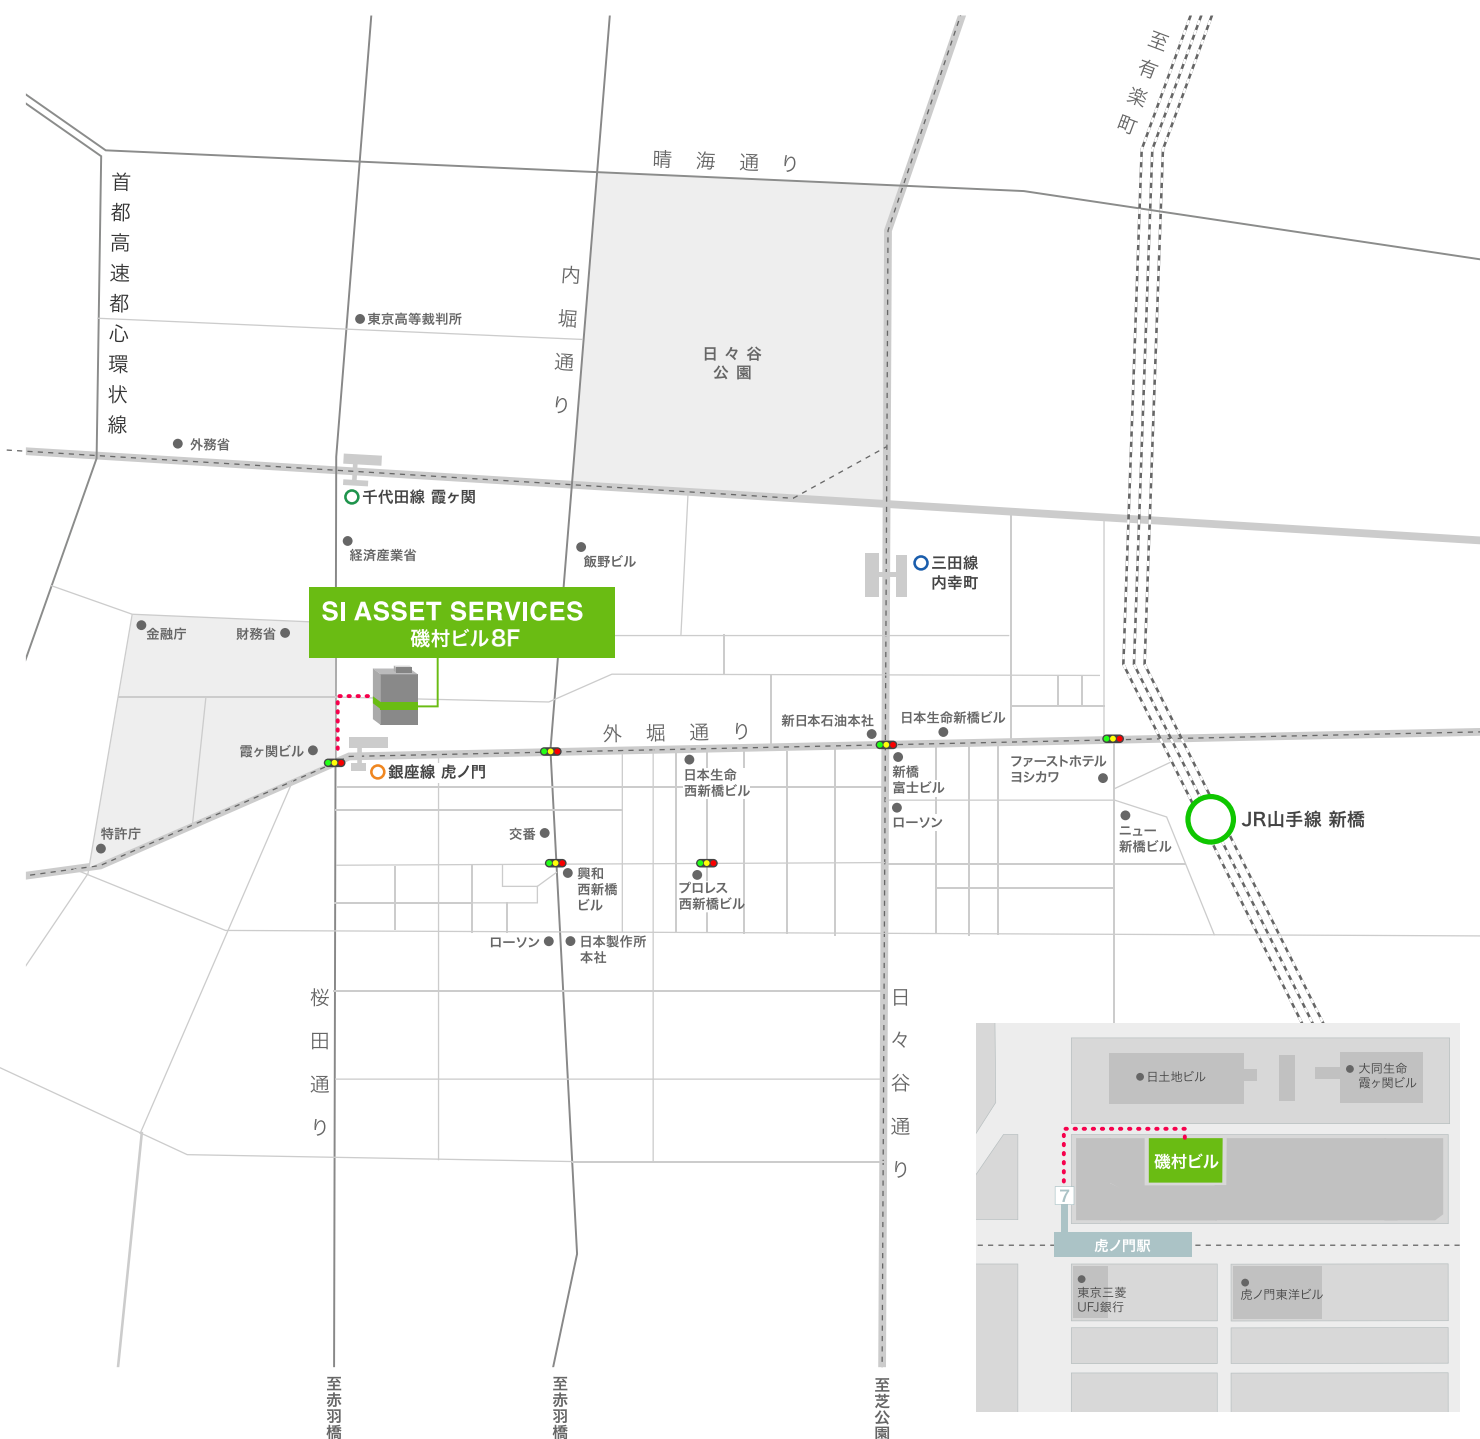 至有楽町
晴海通り
首都高速都心環状線
内堀通り
東京高等裁判所
日々谷
公園
外務省
千代田線 霞ヶ関
経済産業省
飯野ビル
三田線
内幸町
SI ASSET SERVICES
磯村ビル8F
金融庁
財務省
外堀通り
新日本石油本社
日本生命新橋ビル
霞ヶ関ビル
銀座線 虎ノ門
日本生命
西新橋ビル
新橋
富士ビル
ファーストホテル
ヨシカワ
ローソン
JR山手線 新橋
特許庁
交番
ニュー
新橋ビル
興和
西新橋
ビル
プロレス
西新橋ビル
ローソン
日本製作所
本社
桜田通り
日々谷通り
日土地ビル
大同生命
霞ヶ関ビル
磯村ビル
7
虎ノ門駅
東京三菱
UFJ銀行
虎ノ門東洋ビル
至赤羽橋
至赤羽橋
至芝公園